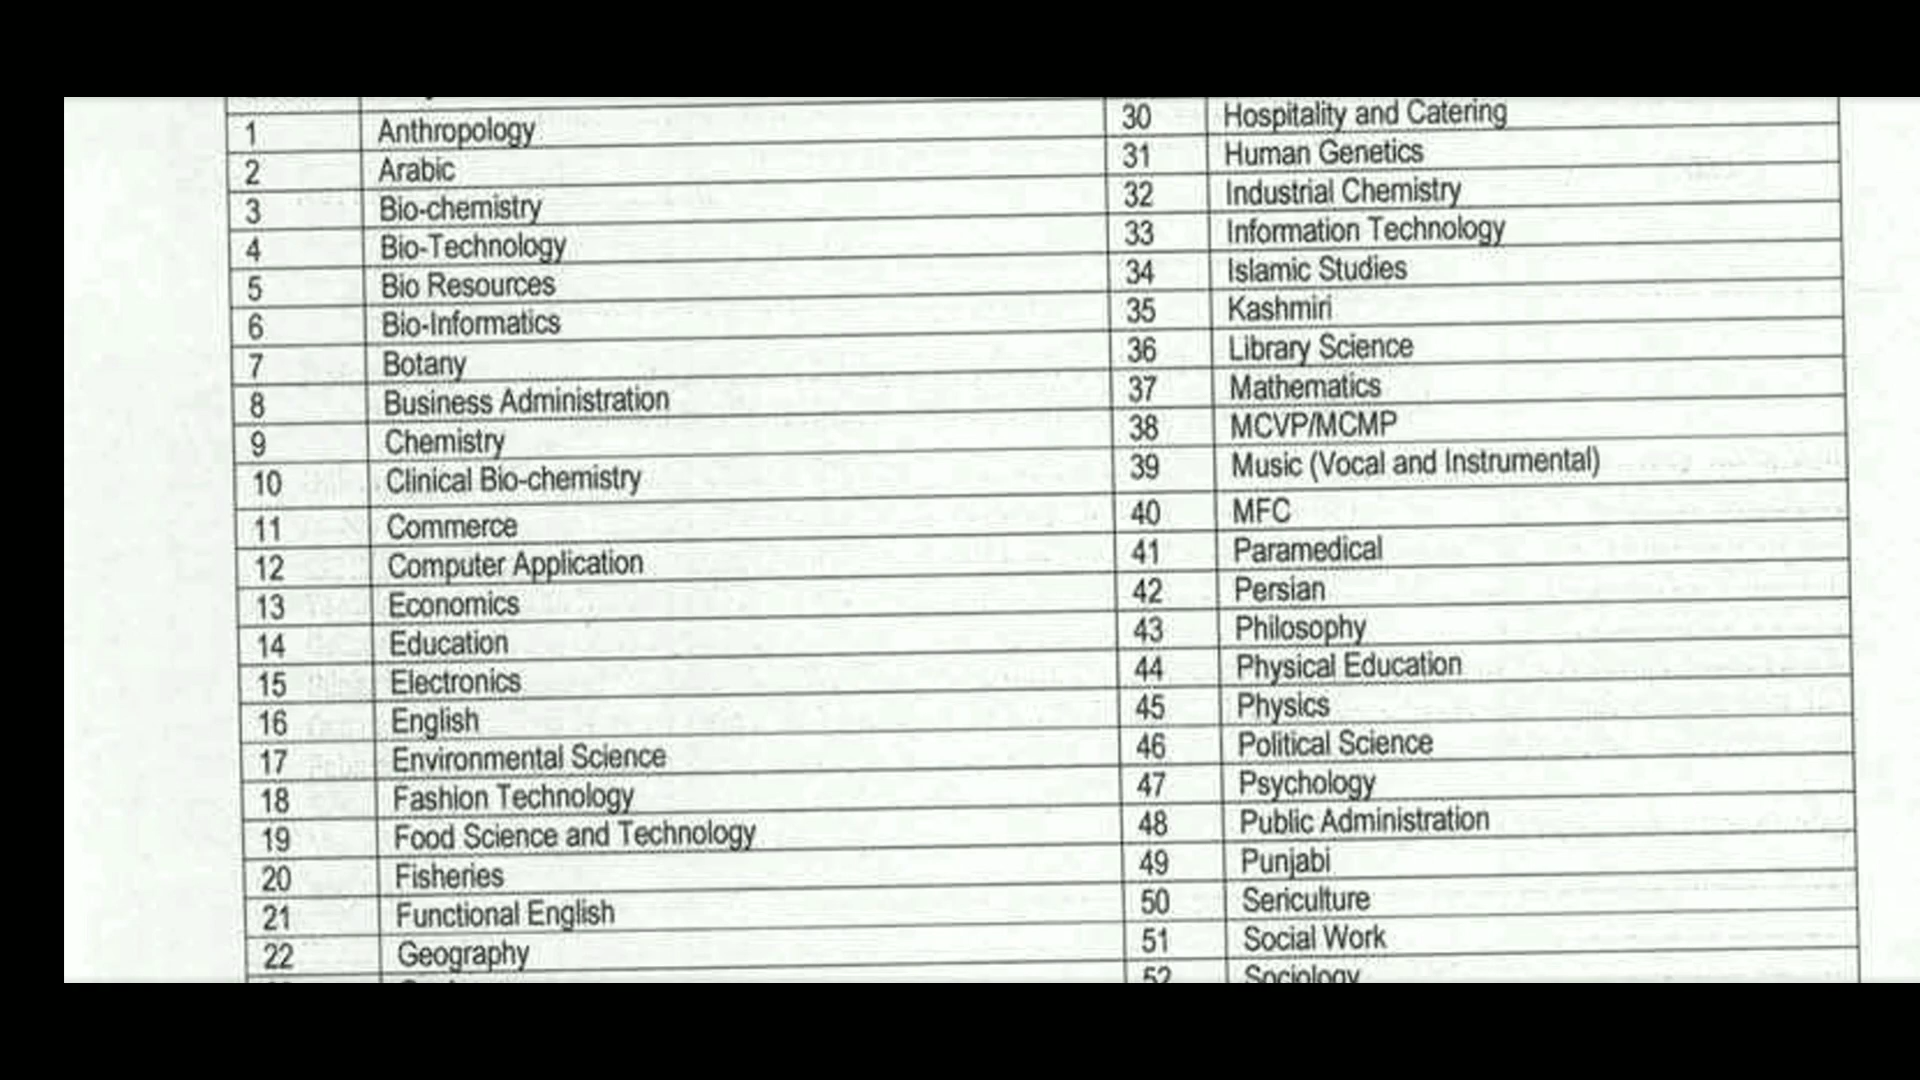 1 Anthropology
2 Arabic
3 Bio-chemistry
4 Bio-Technology
5 Bio Resources
6 Bio-Informatics
7 Botany
8 Business Administration
9 Chemistry
10 Clinical Bio-chemistry
11 Commerce
12 Computer Application
13 Economics
14 Education
15 Electronics
16 English
17 Environmental Science
18 Fashion Technology
19 Food Science and Technology
20 Fisheries
21 Functional English
22 Geography
30 Hospitality and Catering
31 Human Genetics
32 Industrial Chemistry
33 Information Technology
34 Islamic Studies
35 Kashmiri
36 Library Science
37 Mathematics
38 MCVP/MCMP
39 Music (Vocal and Instrumental)
40 MFC
41 Paramedical
42 Persian
43 Philosophy
44 Physical Education
45 Physics
46 Political Science
47 Psychology
48 Public Administration
49 Punjabi
50 Sericulture
51 Social Work
52 Sociology